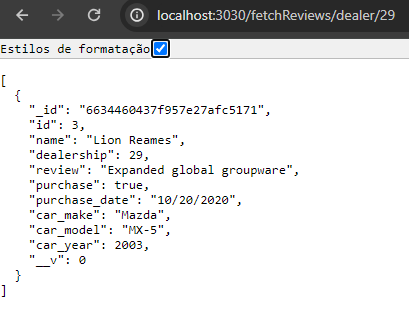 localhost:3030/fetchReviews/dealer/29
Estilos de formatação
[
  {
    "_id": "6634460437f957e27afc5171",
    "id": 3,
    "name": "Lion Reames",
    "dealership": 29,
    "review": "Expanded global groupware",
    "purchase": true,
    "purchase_date": "10/20/2020",
    "car_make": "Mazda",
    "car_model": "MX-5",
    "car_year": 2003,
    "__v": 0
  }
]